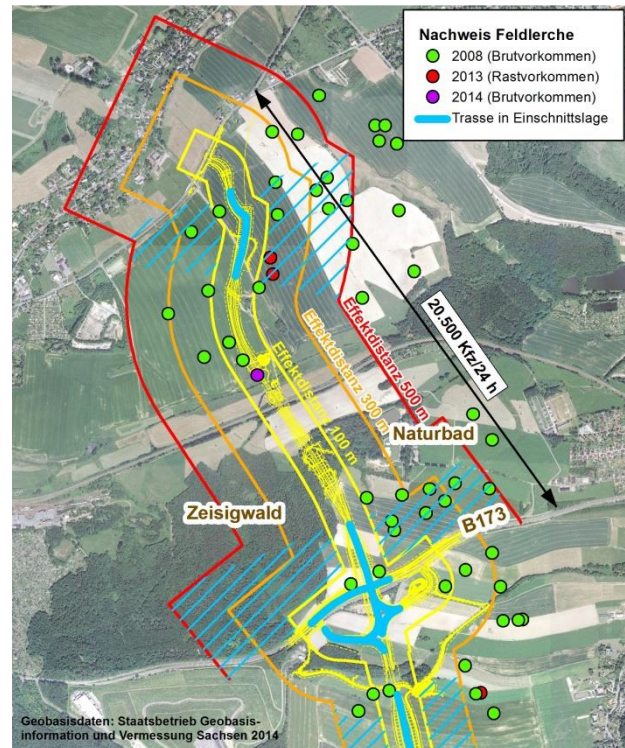 Nachweis Feldlerche
2008 (Brutvorkommen)
2013 (Rastvorkommen)
2014 (Brutvorkommen)
Trasse in Einschnittslage
20.500 Kfz/24 h
Effektdistanz 500 m
Effektdistanz 300 m
Effektdistanz 100 m
Naturbad
Zeisigwald
B173
Geobasisdaten: Staatsbetrieb Geobasis-
information und Vermessung Sachsen 2014